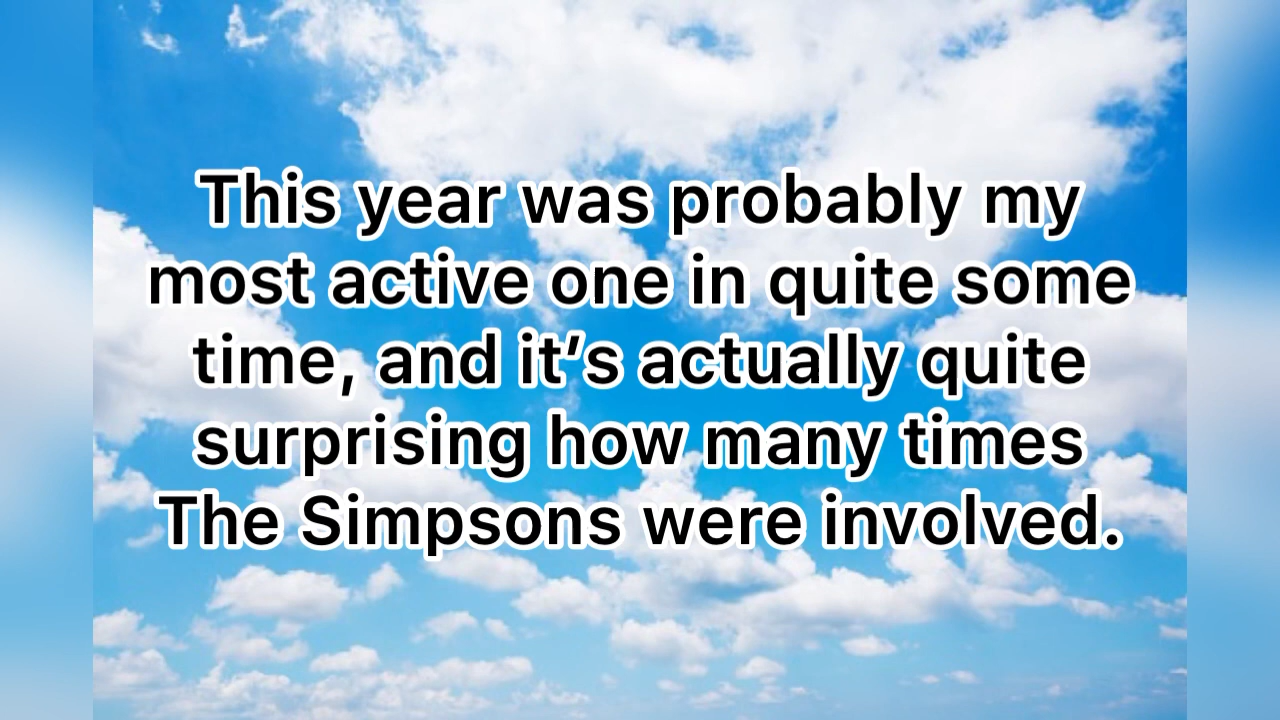 This year was probably my
most active one in quite some
time, and it’s actually quite
surprising how many times
The Simpsons were involved.